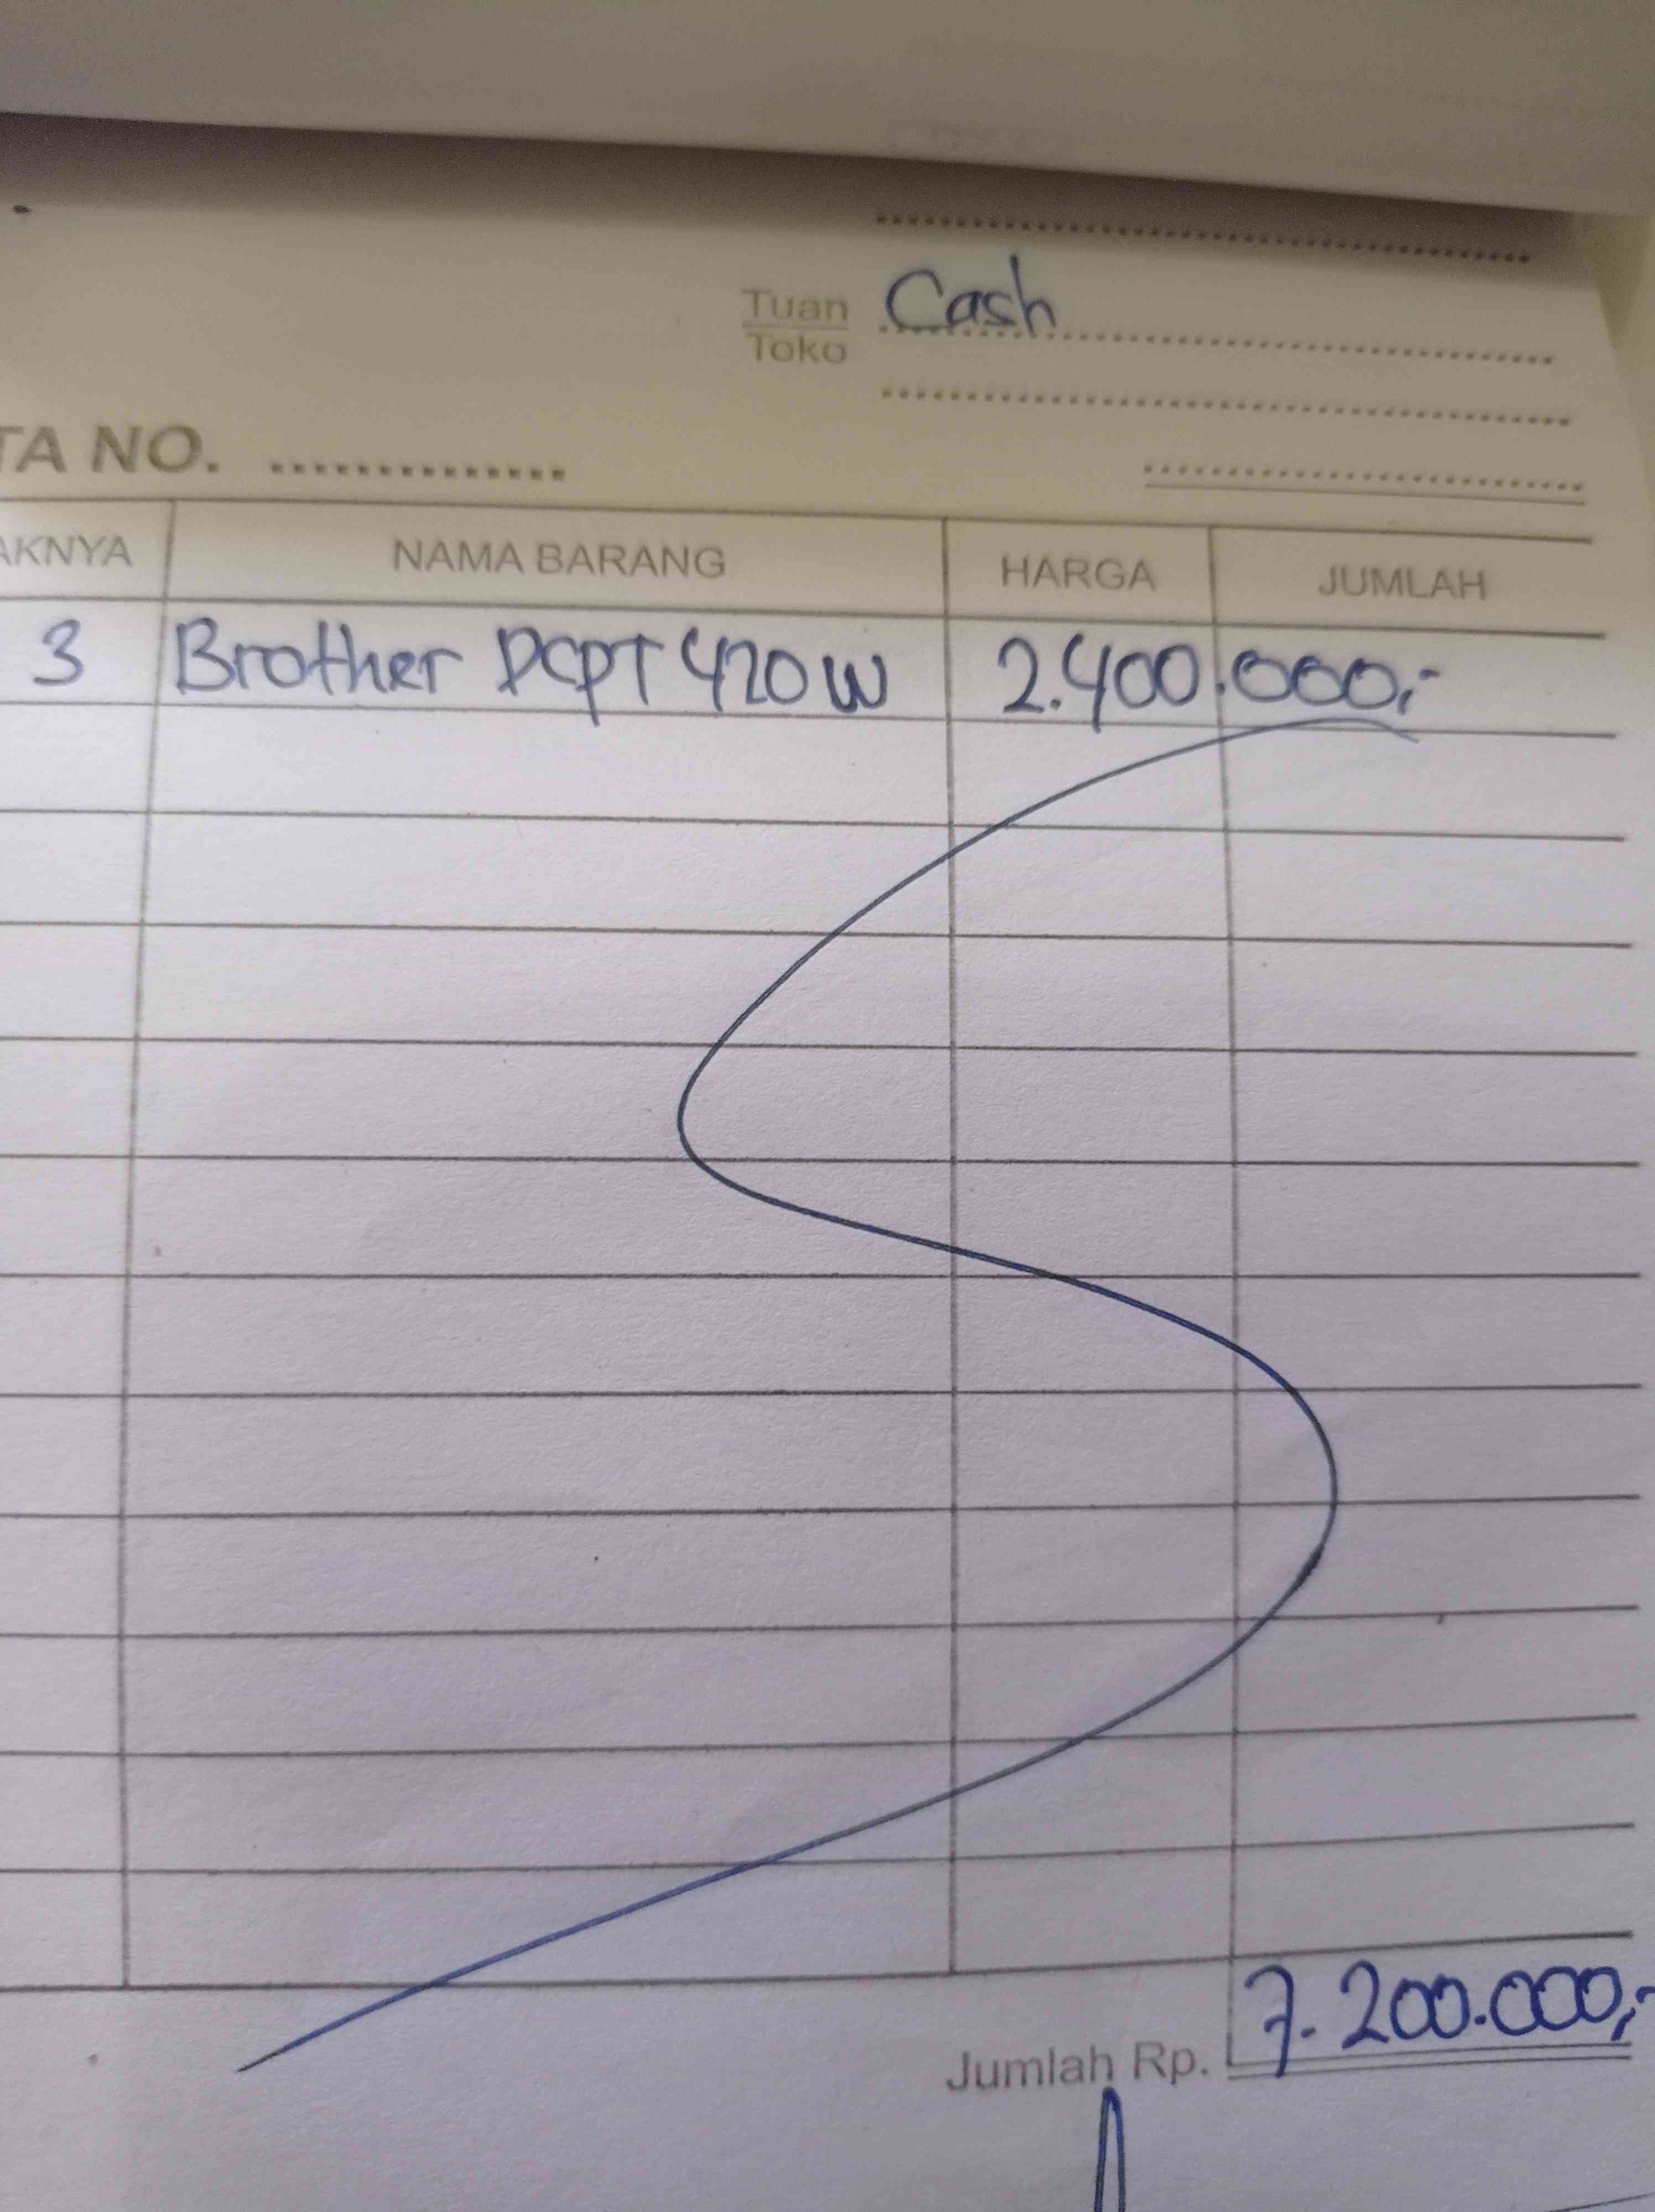 Tuan Cash
Toko
TA NO. ..............
AKNYA NAMA BARANG HARGA JUMLAH
3 Brother DCPT 420W 2.400.000,-
Jumlah Rp. 7.200.000,-